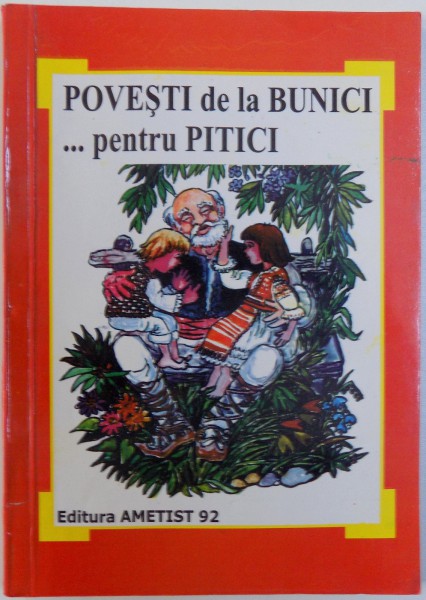 POVEŞTI de la BUNICI
... pentru PITICI
Editura AMETIST 92